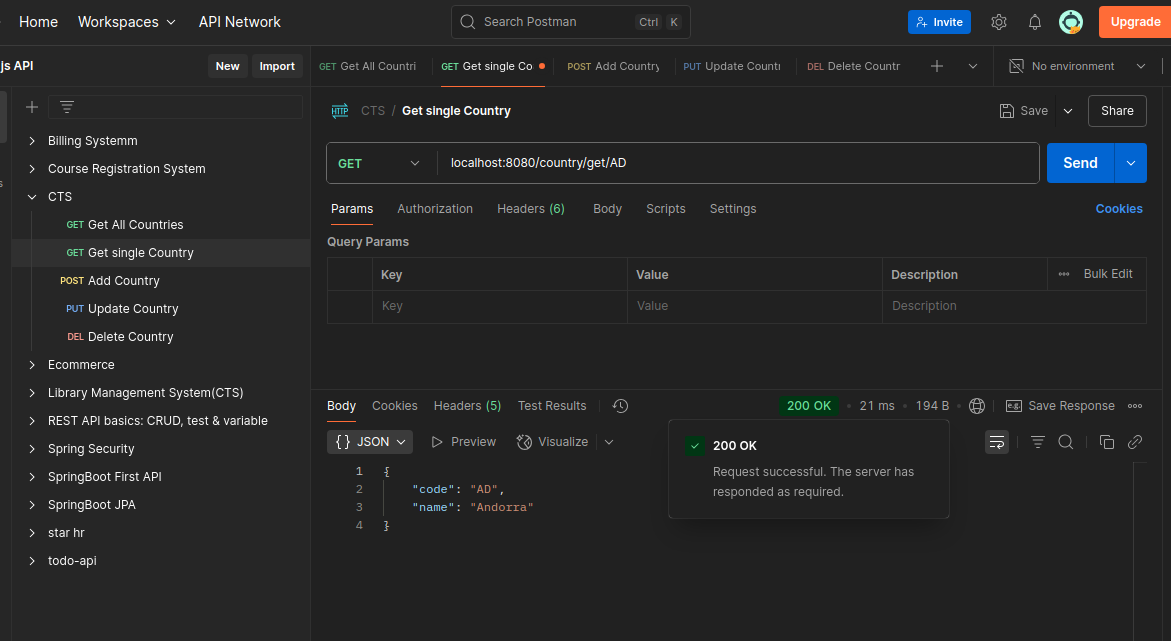 Home Workspaces API Network Search Postman Ctrl K Invite Upgrade
js API New Import GET Get All Countri GET Get single Co POST Add Country PUT Update Countr DEL Delete Countr No environment
HTTP CTS / Get single Country Save Share
Billing Systemm
Course Registration System
CTS
GET Get All Countries
GET Get single Country
POST Add Country
PUT Update Country
DEL Delete Country
Ecommerce
Library Management System(CTS)
REST API basics: CRUD, test & variable
Spring Security
SpringBoot First API
SpringBoot JPA
star hr
todo-api
GET localhost:8080/country/get/AD Send
Params Authorization Headers (6) Body Scripts Settings Cookies
Query Params
Key Value Description Bulk Edit
Key Value Description
Body Cookies Headers (5) Test Results 200 OK • 21 ms • 194 B • e.g. Save Response
{} JSON Preview Visualize
200 OK
Request successful. The server has
responded as required.
1 {
2 "code": "AD",
3 "name": "Andorra"
4 }